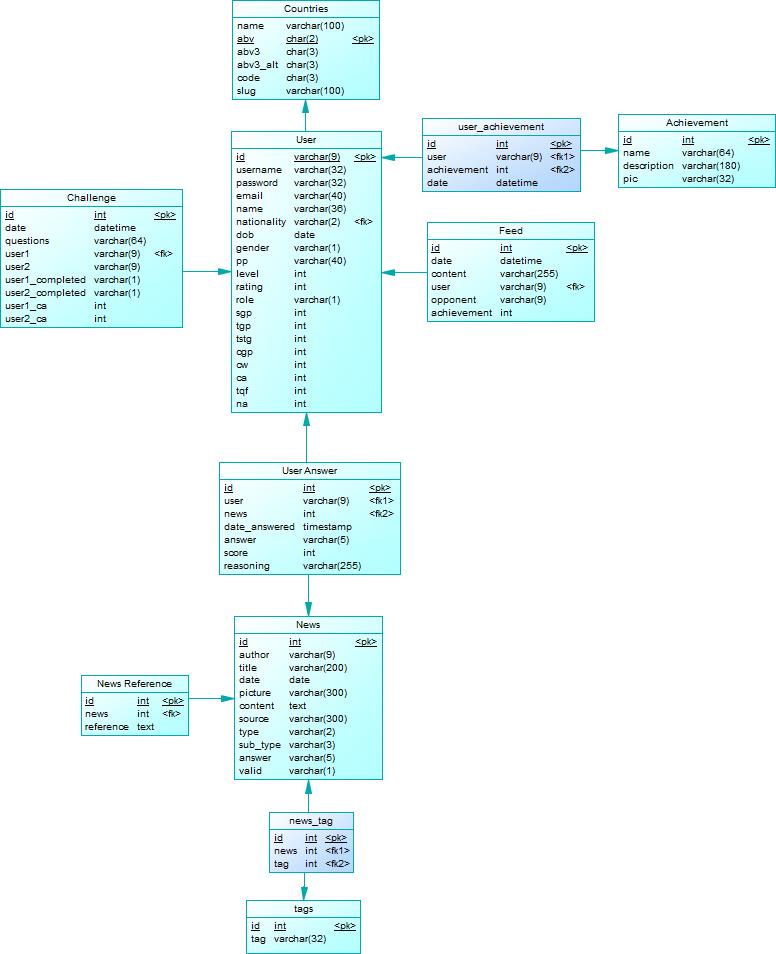 Countries
name varchar(100)
abv char(2) <pk>
abv3 char(3)
abv3_alt char(3)
code char(3)
slug varchar(100)
User
id varchar(9) <pk>
username varchar(32)
password varchar(32)
email varchar(40)
name varchar(36)
nationality varchar(2) <fk>
dob date
gender varchar(1)
pp varchar(40)
level int
rating int
role varchar(1)
sgp int
tgp int
tstg int
cgp int
cw int
ca int
tqf int
na int
user_achievement
id int <pk>
user varchar(9) <fk1>
achievement int <fk2>
date datetime
Achievement
id int <pk>
name varchar(64)
description varchar(180)
pic varchar(32)
Challenge
id int <pk>
date datetime
questions varchar(64)
user1 varchar(9) <fk>
user2 varchar(9)
user1_completed varchar(1)
user2_completed varchar(1)
user1_ca int
user2_ca int
Feed
id int <pk>
date datetime
content varchar(255)
user varchar(9) <fk>
opponent varchar(9)
achievement int
User Answer
id int <pk>
user varchar(9) <fk1>
news int <fk2>
date_answered timestamp
answer varchar(5)
score int
reasoning varchar(255)
News
id int <pk>
author varchar(9)
title varchar(200)
date date
picture varchar(300)
content text
source varchar(300)
type varchar(2)
sub_type varchar(3)
answer varchar(5)
valid varchar(1)
News Reference
id int <pk>
news int <fk>
reference text
news_tag
id int <pk>
news int <fk1>
tag int <fk2>
tags
id int <pk>
tag varchar(32)